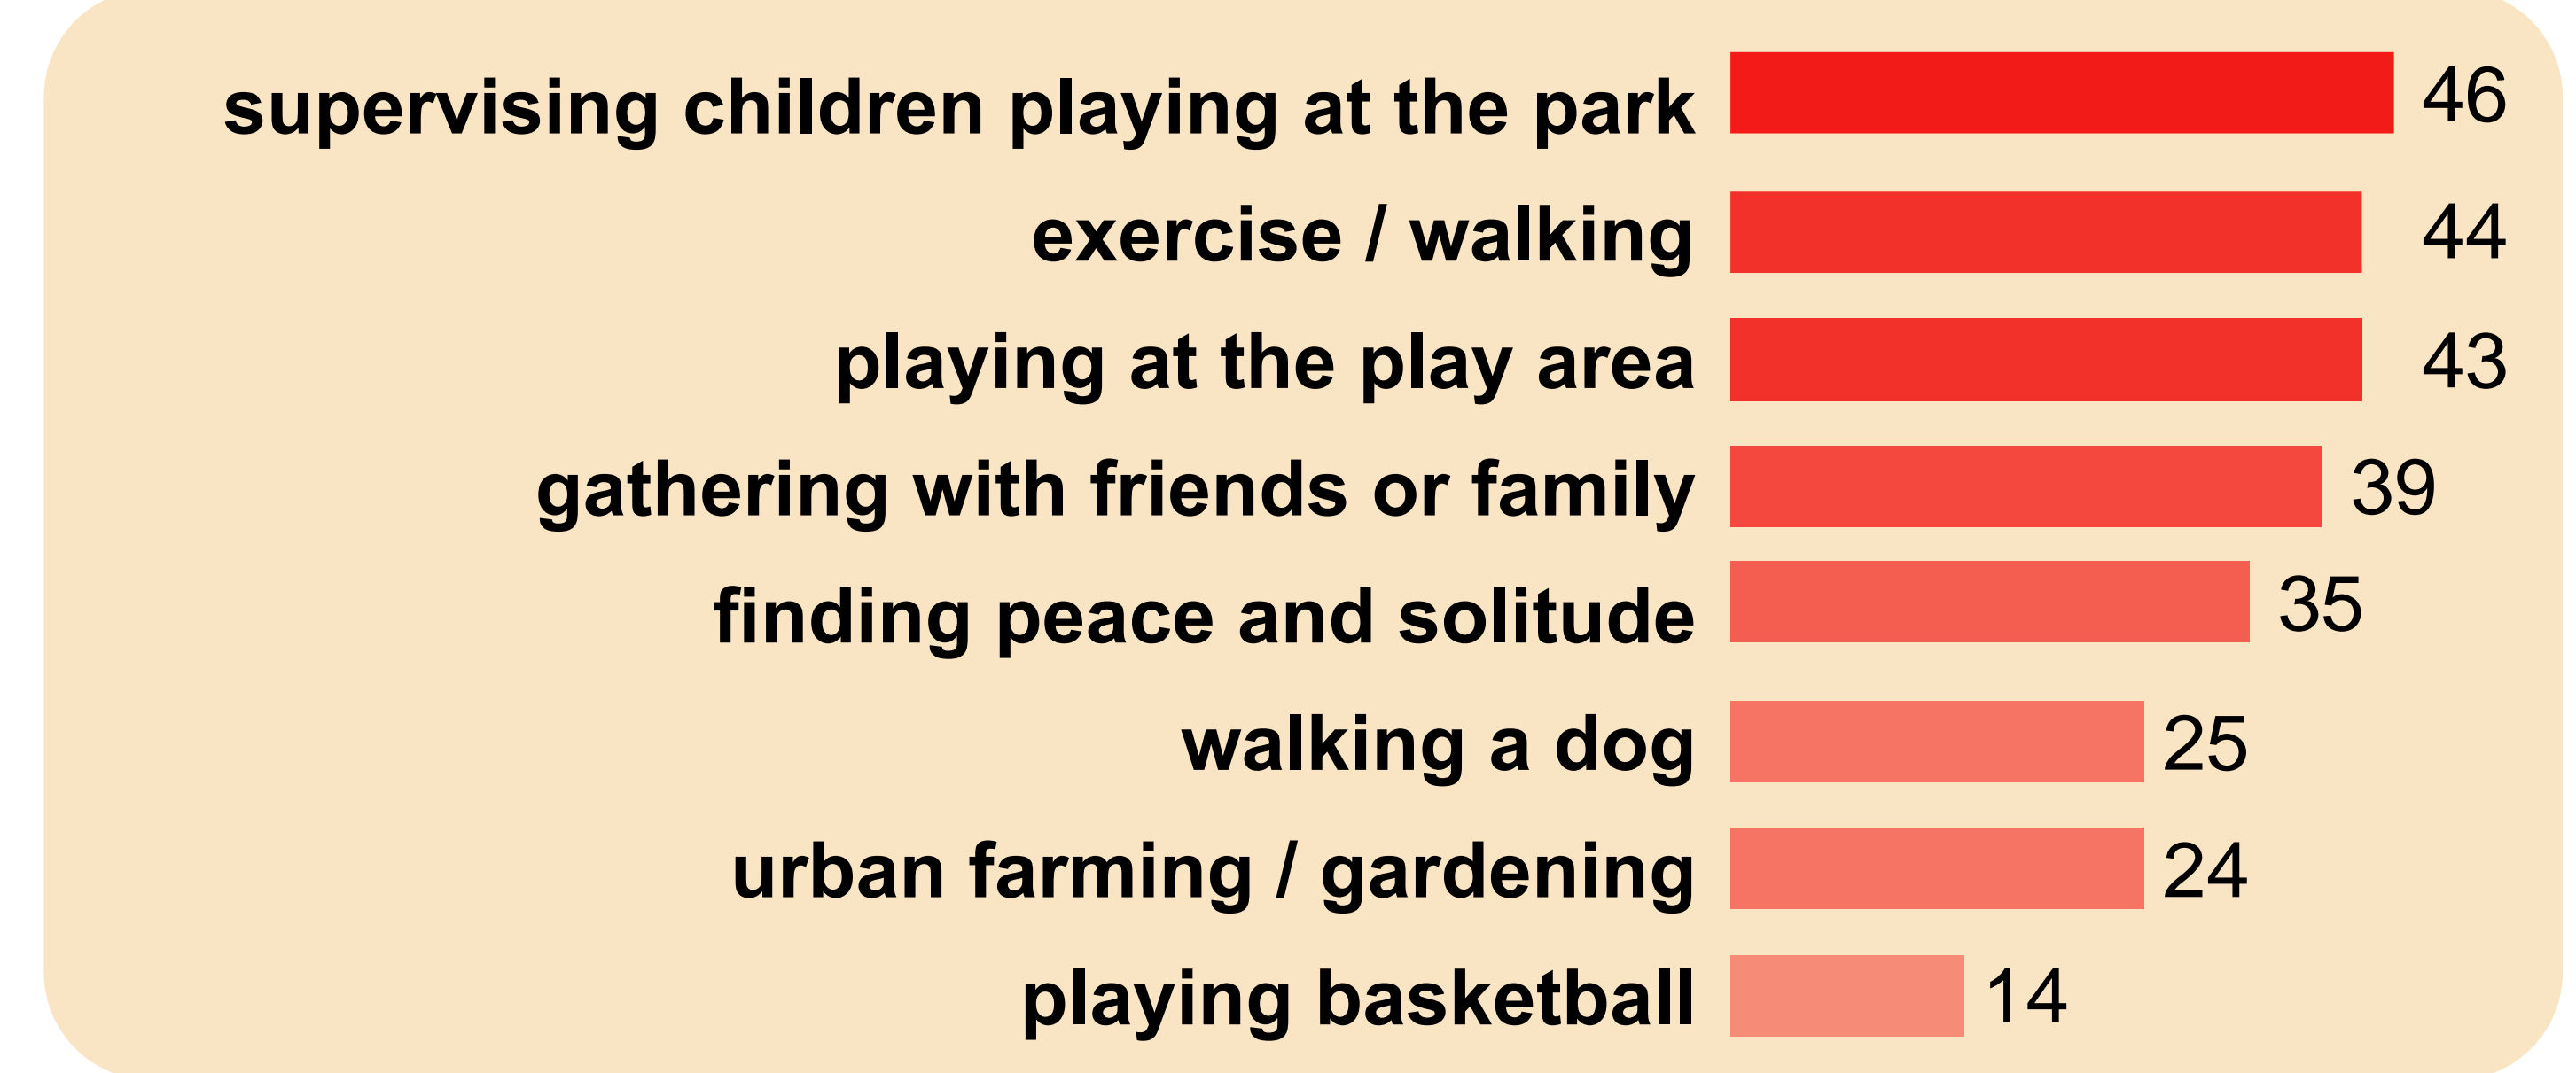 supervising children playing at the park 46
exercise / walking 44
playing at the play area 43
gathering with friends or family 39
finding peace and solitude 35
walking a dog 25
urban farming / gardening 24
playing basketball 14